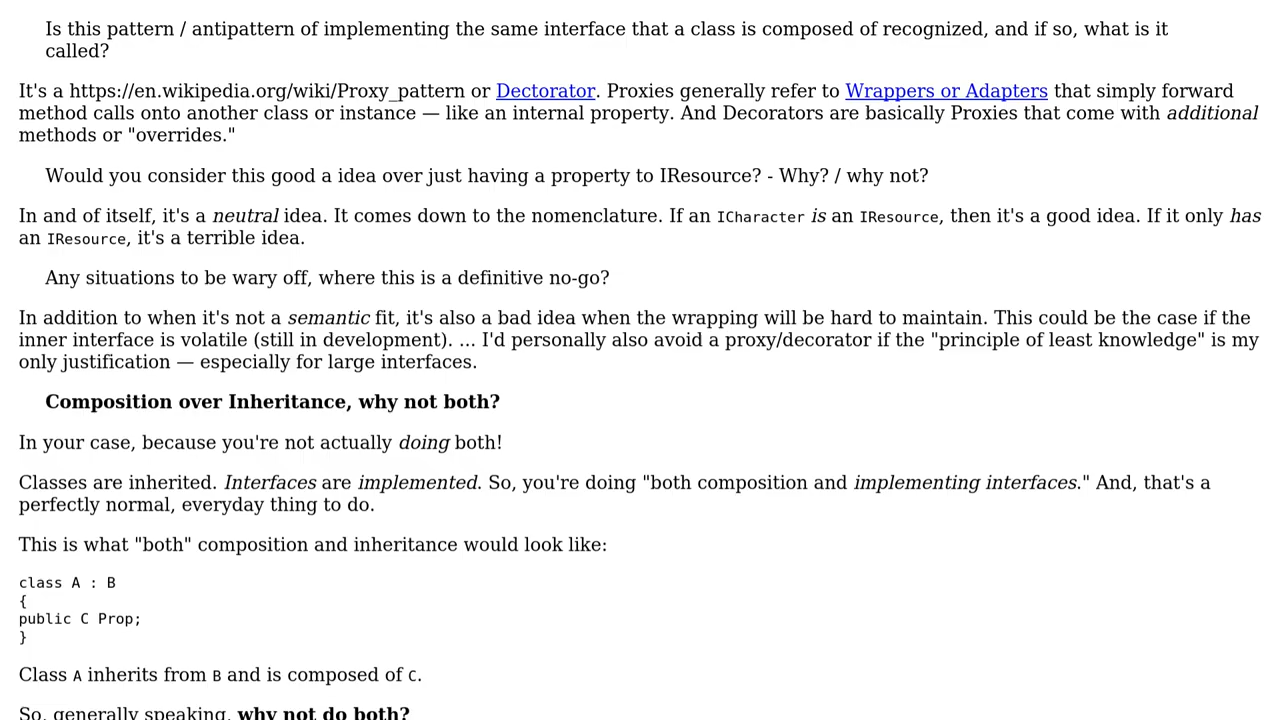 Is this pattern / antipattern of implementing the same interface that a class is composed of recognized, and if so, what is it
called?
It's a https://en.wikipedia.org/wiki/Proxy_pattern or Dectorator. Proxies generally refer to Wrappers or Adapters that simply forward
method calls onto another class or instance — like an internal property. And Decorators are basically Proxies that come with additional
methods or "overrides."
Would you consider this good a idea over just having a property to IResource? - Why? / why not?
In and of itself, it's a neutral idea. It comes down to the nomenclature. If an ICharacter is an IResource, then it's a good idea. If it only has
an IResource, it's a terrible idea.
Any situations to be wary off, where this is a definitive no-go?
In addition to when it's not a semantic fit, it's also a bad idea when the wrapping will be hard to maintain. This could be the case if the
inner interface is volatile (still in development). ... I'd personally also avoid a proxy/decorator if the "principle of least knowledge" is my
only justification — especially for large interfaces.
Composition over Inheritance, why not both?
In your case, because you're not actually doing both!
Classes are inherited. Interfaces are implemented. So, you're doing "both composition and implementing interfaces." And, that's a
perfectly normal, everyday thing to do.
This is what "both" composition and inheritance would look like:
class A : B
{
public C Prop;
}
Class A inherits from B and is composed of C.
So, generally speaking, why not do both?